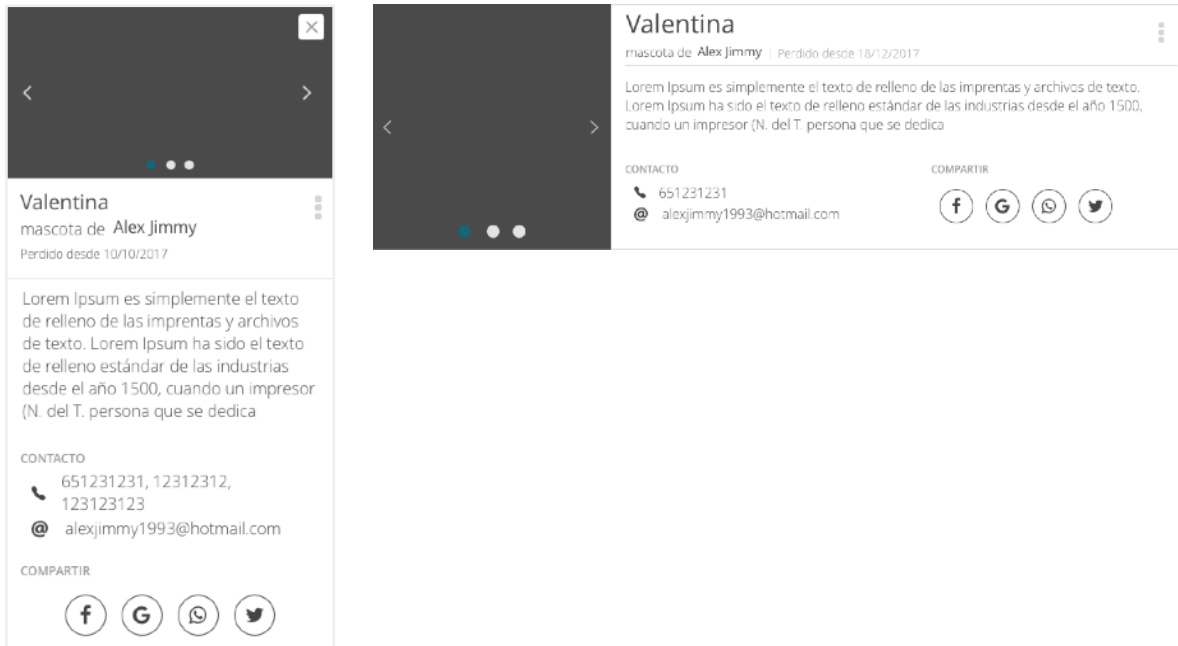 Valentina
mascota de Alex Jimmy
Perdido desde 10/10/2017
Lorem Ipsum es simplemente el texto
de relleno de las imprentas y archivos
de texto. Lorem Ipsum ha sido el texto
de relleno estándar de las industrias
desde el año 1500, cuando un impresor
(N. del T. persona que se dedica
CONTACTO
651231231, 12312312,
123123123
@ alexjimmy1993@hotmail.com
COMPARTIR
f G
Valentina
mascota de Alex Jimmy | Perdido desde 18/12/2017
Lorem Ipsum es simplemente el texto de relleno de las imprentas y archivos de texto.
Lorem Ipsum ha sido el texto de relleno estándar de las industrias desde el año 1500,
cuando un impresor (N. del T. persona que se dedica
CONTACTO
651231231
@ alexjimmy1993@hotmail.com
COMPARTIR
f G